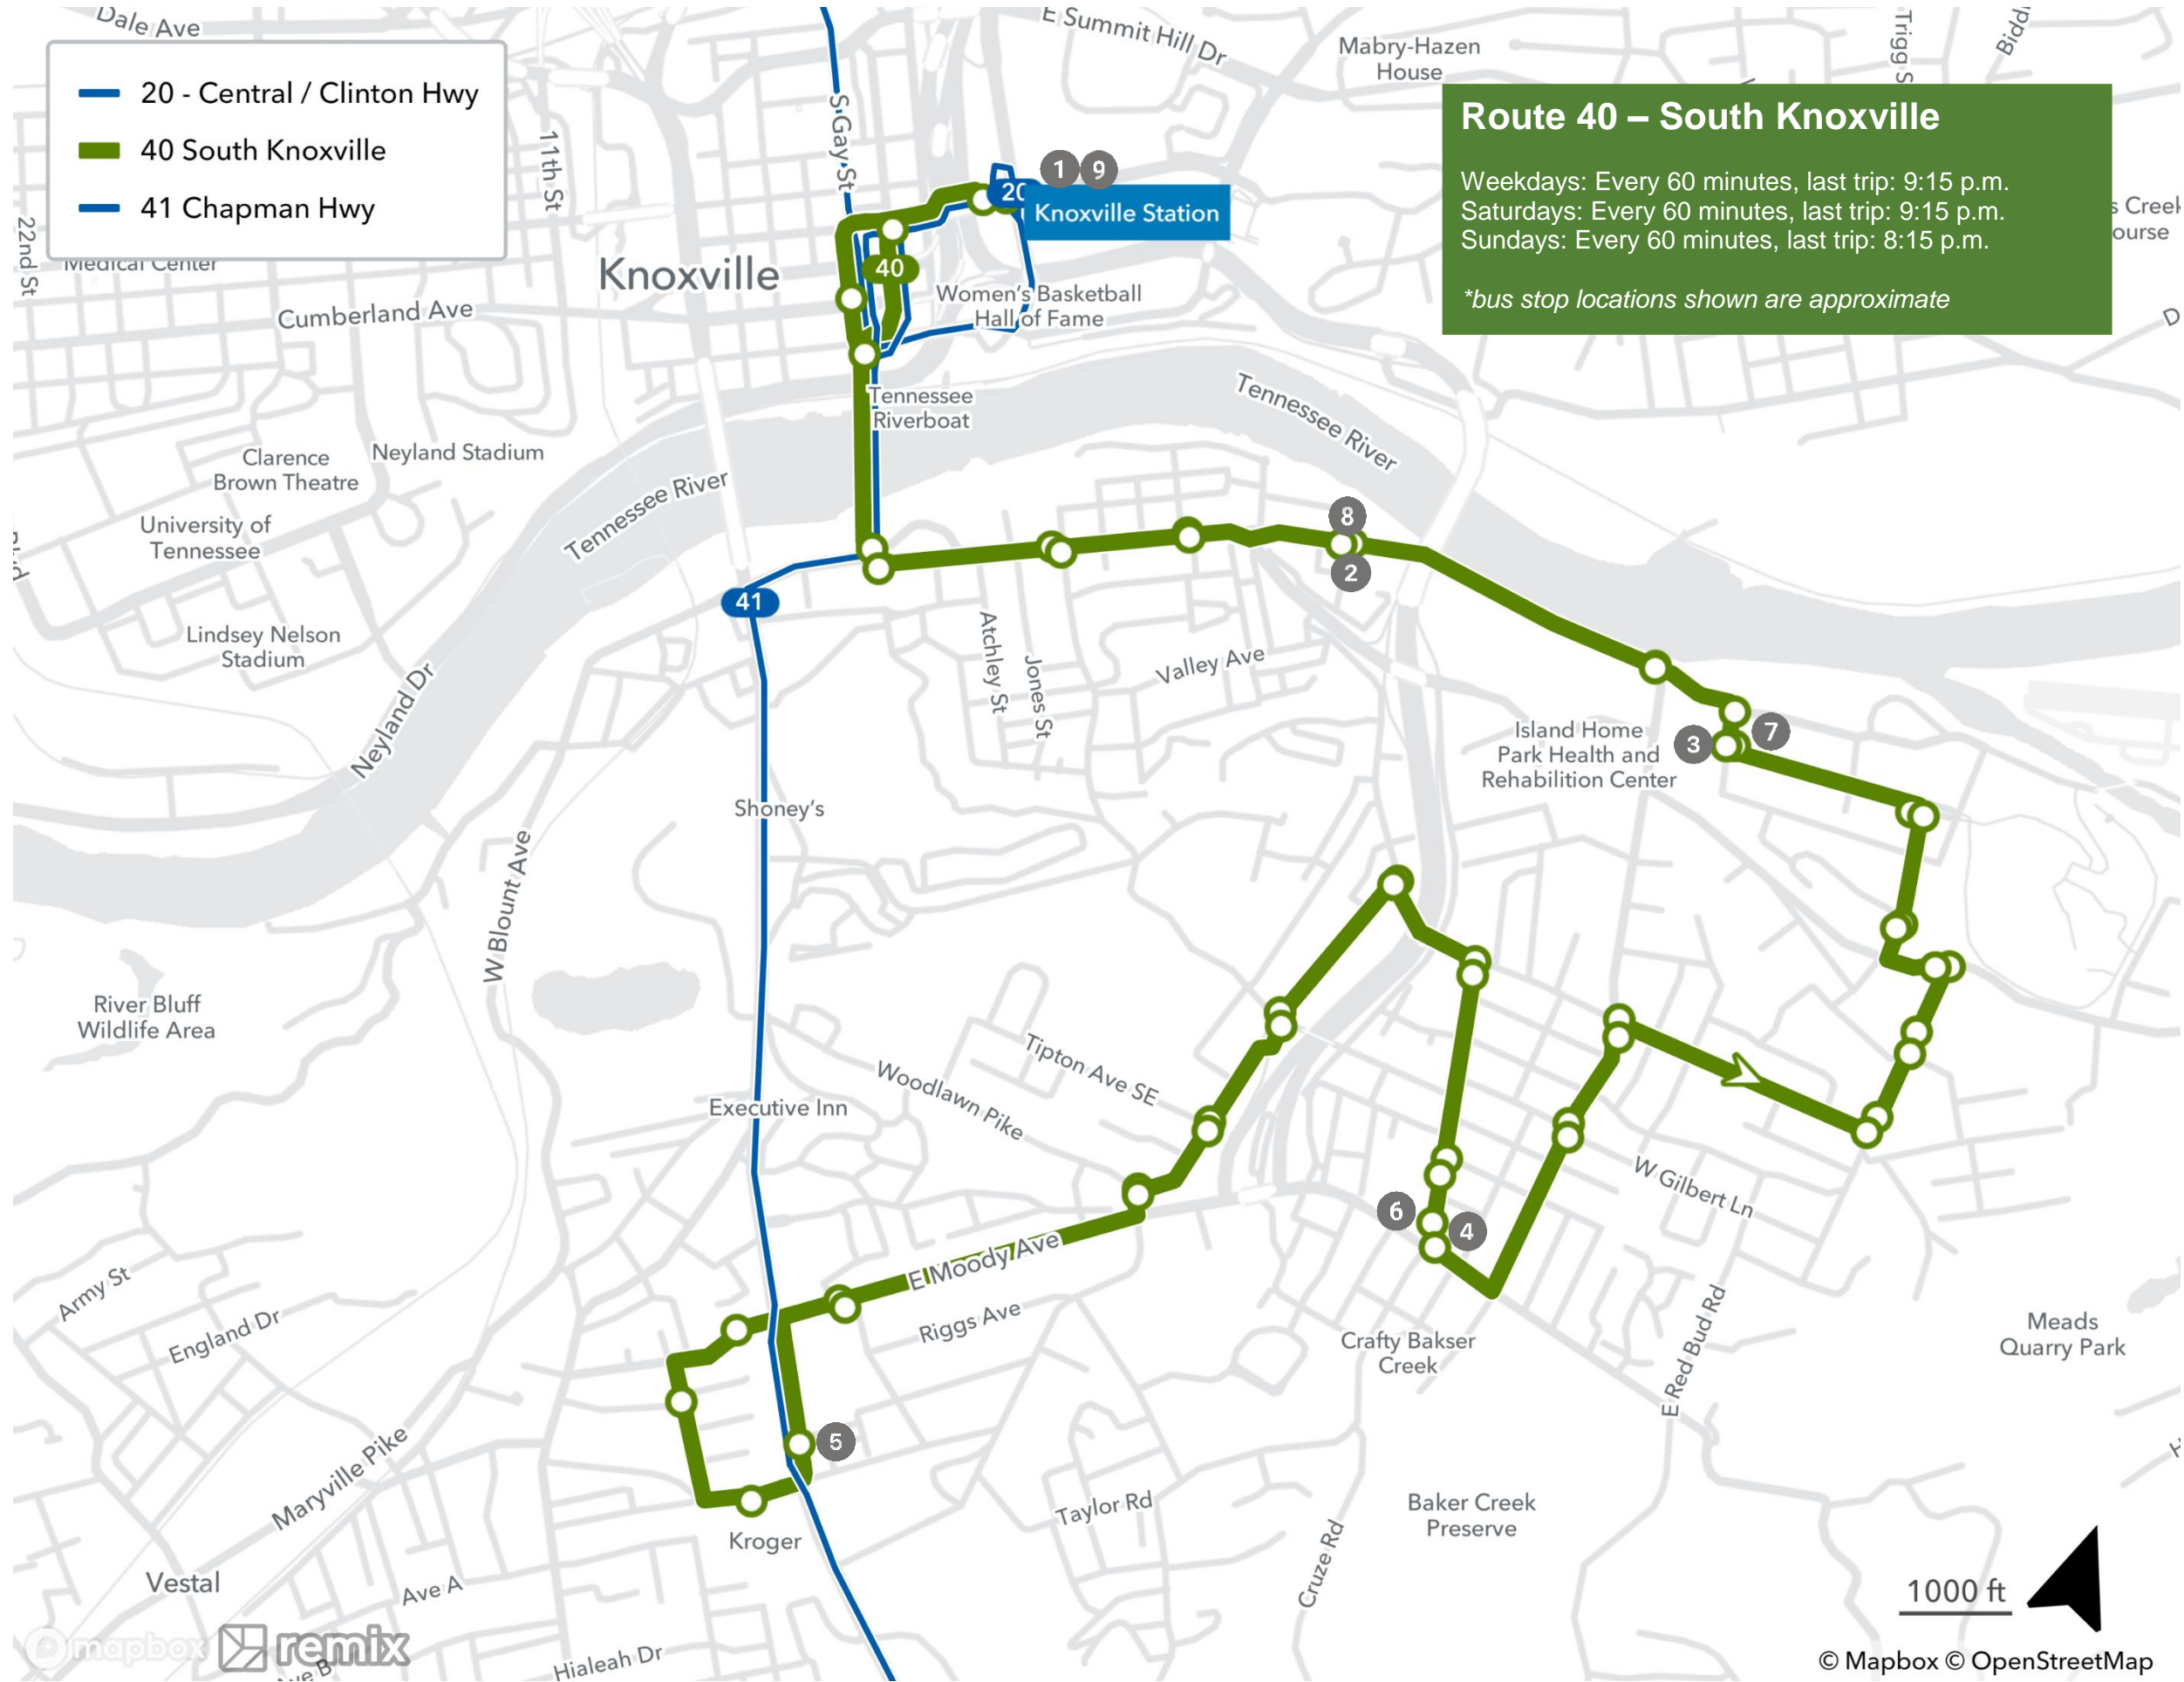 Dale Ave
E Summit Hill Dr
Mabry-Hazen
House
Trigg S
Bidd
20 - Central / Clinton Hwy
40 South Knoxville
41 Chapman Hwy
S Gay St
11th St
22nd St
Medical Center
Route 40 – South Knoxville
Weekdays: Every 60 minutes, last trip: 9:15 p.m.
Saturdays: Every 60 minutes, last trip: 9:15 p.m.
Sundays: Every 60 minutes, last trip: 8:15 p.m.
*bus stop locations shown are approximate
s Creek
ourse
1
9
20
Knoxville Station
Knoxville
40
Women's Basketball
Hall of Fame
Cumberland Ave
Tennessee
Riverboat
Tennessee River
Clarence
Brown Theatre
Neyland Stadium
Tennessee River
University of
Tennessee
8
2
41
Lindsey Nelson
Stadium
Atchley St
Jones St
Valley Ave
Neyland Dr
Island Home
Park Health and
Rehabilition Center
3
7
Shoney's
W Blount Ave
River Bluff
Wildlife Area
Tipton Ave SE
Woodlawn Pike
Executive Inn
W Gilbert Ln
6
4
E Moody Ave
Army St
England Dr
Riggs Ave
Crafty Bakser
Creek
E Red Bud Rd
Meads
Quarry Park
5
Maryville Pike
Taylor Rd
Baker Creek
Preserve
Kroger
Cruze Rd
Vestal
Ave A
1000 ft
mapbox
remix
Ave B
Hialeah Dr
© Mapbox © OpenStreetMap